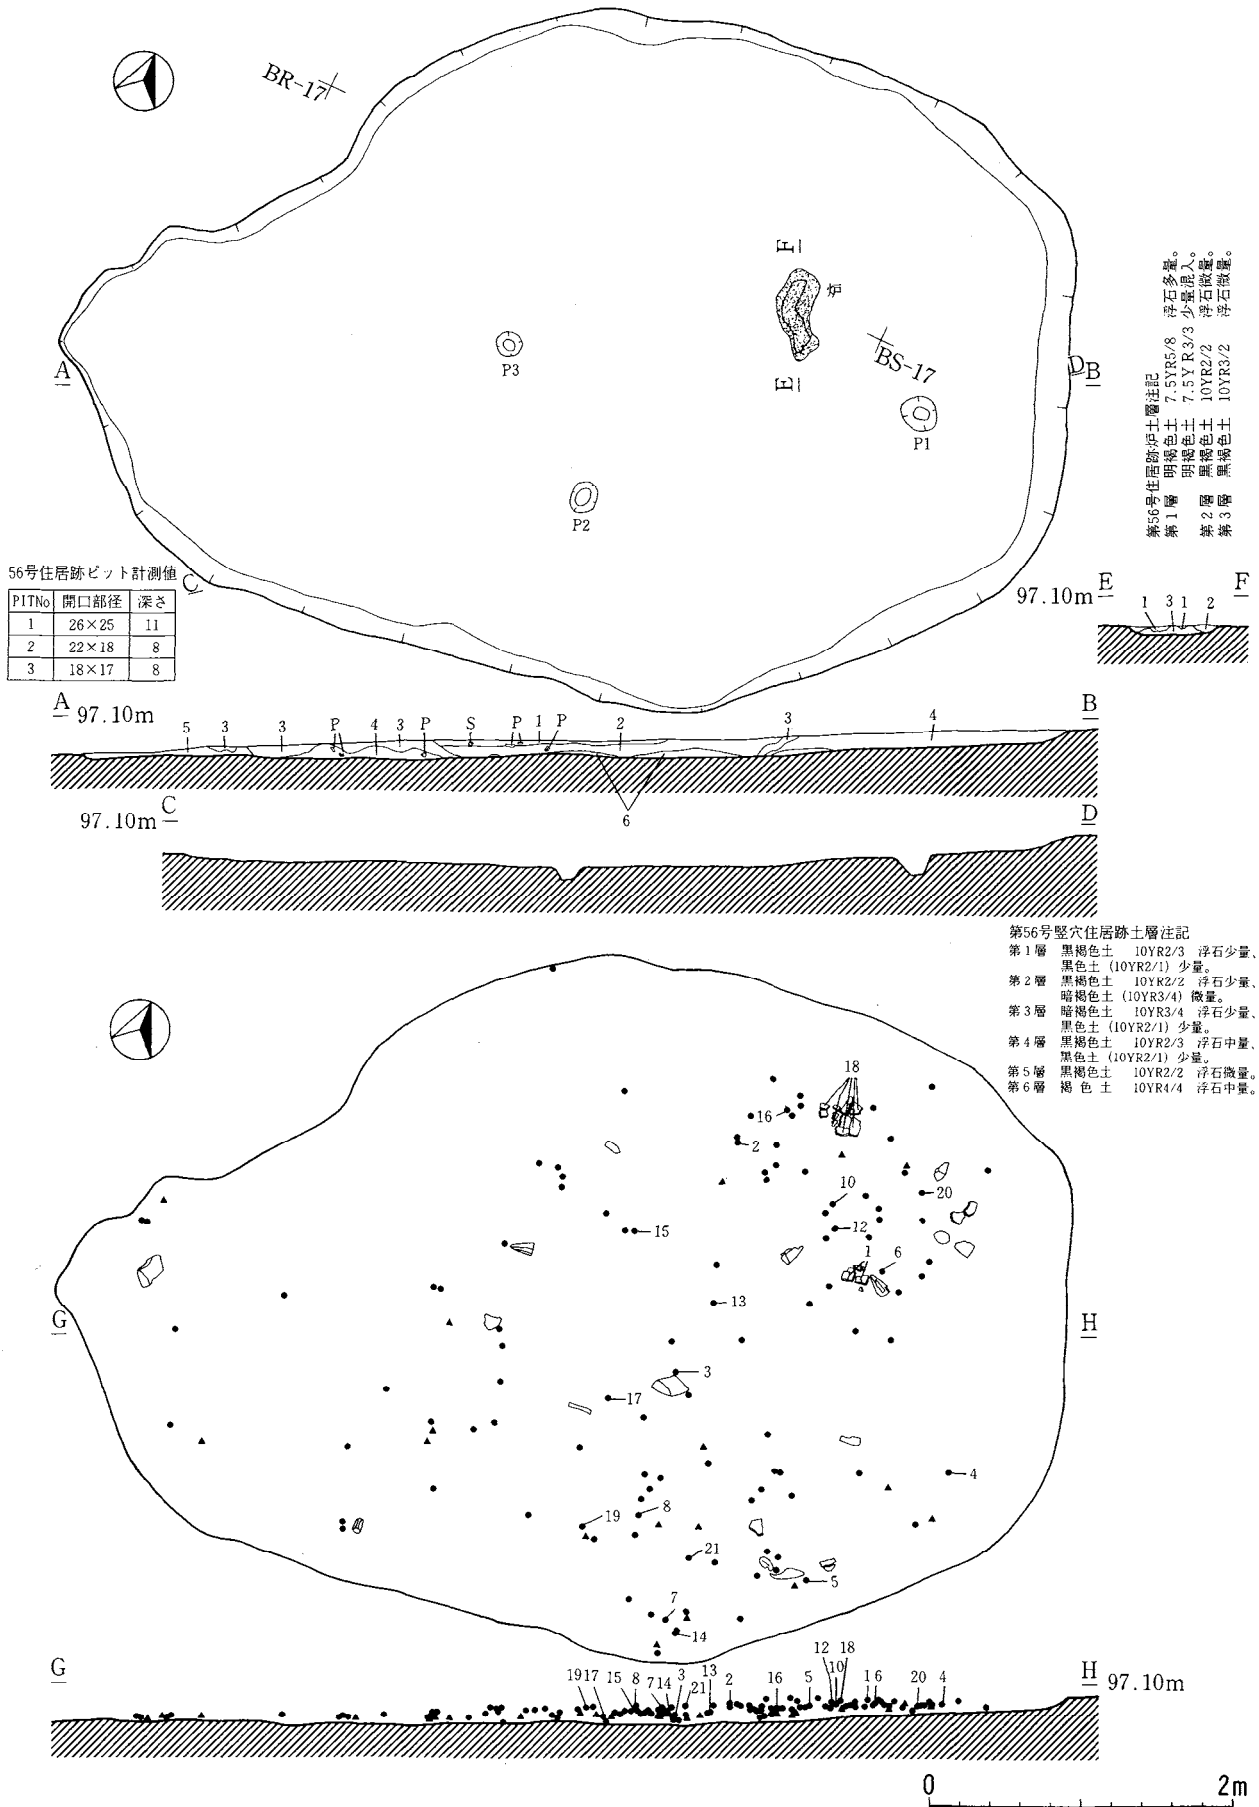 BR-17
F
炉
E
BS-17
A
P3
P1
P2
D
B
C
第56号住居跡炉土層注記
第1層 明褐色土 7.5YR5/8 浮石多量。
明褐色土 7.5YR3/3 少量混入。
第2層 黒褐色土 10YR2/2 浮石微量。
第3層 黒褐色土 10YR3/2 浮石微量。
56号住居跡ピット計測値
PITNo 開口部径 深さ
1 26×25 11
2 22×18 8
3 18×17 8
97.10m E F
1 3 1 2
A 97.10m B
5 3 3 P 4 3 P S P 1 P 2 3 4
6
97.10m C D
第56号竪穴住居跡土層注記
第1層 黒褐色土 10YR2/3 浮石少量、
黒色土 (10YR2/1) 少量。
第2層 黒褐色土 10YR2/2 浮石少量、
暗褐色土 (10YR3/4) 微量。
第3層 暗褐色土 10YR3/4 浮石少量、
黒色土 (10YR2/1) 少量。
第4層 黒褐色土 10YR2/3 浮石中量、
黒色土 (10YR2/1) 少量。
第5層 黒褐色土 10YR2/2 浮石微量。
第6層 褐色土 10YR4/4 浮石中量。
18
16
2
10
20
15
12
1 6
13
G H
3
17
4
8
19
21
5
7
14
G H 97.10m
19 17 15 8 7 14 3 21 13 2 16 5 12 10 18 1 6 20 4
0 2m